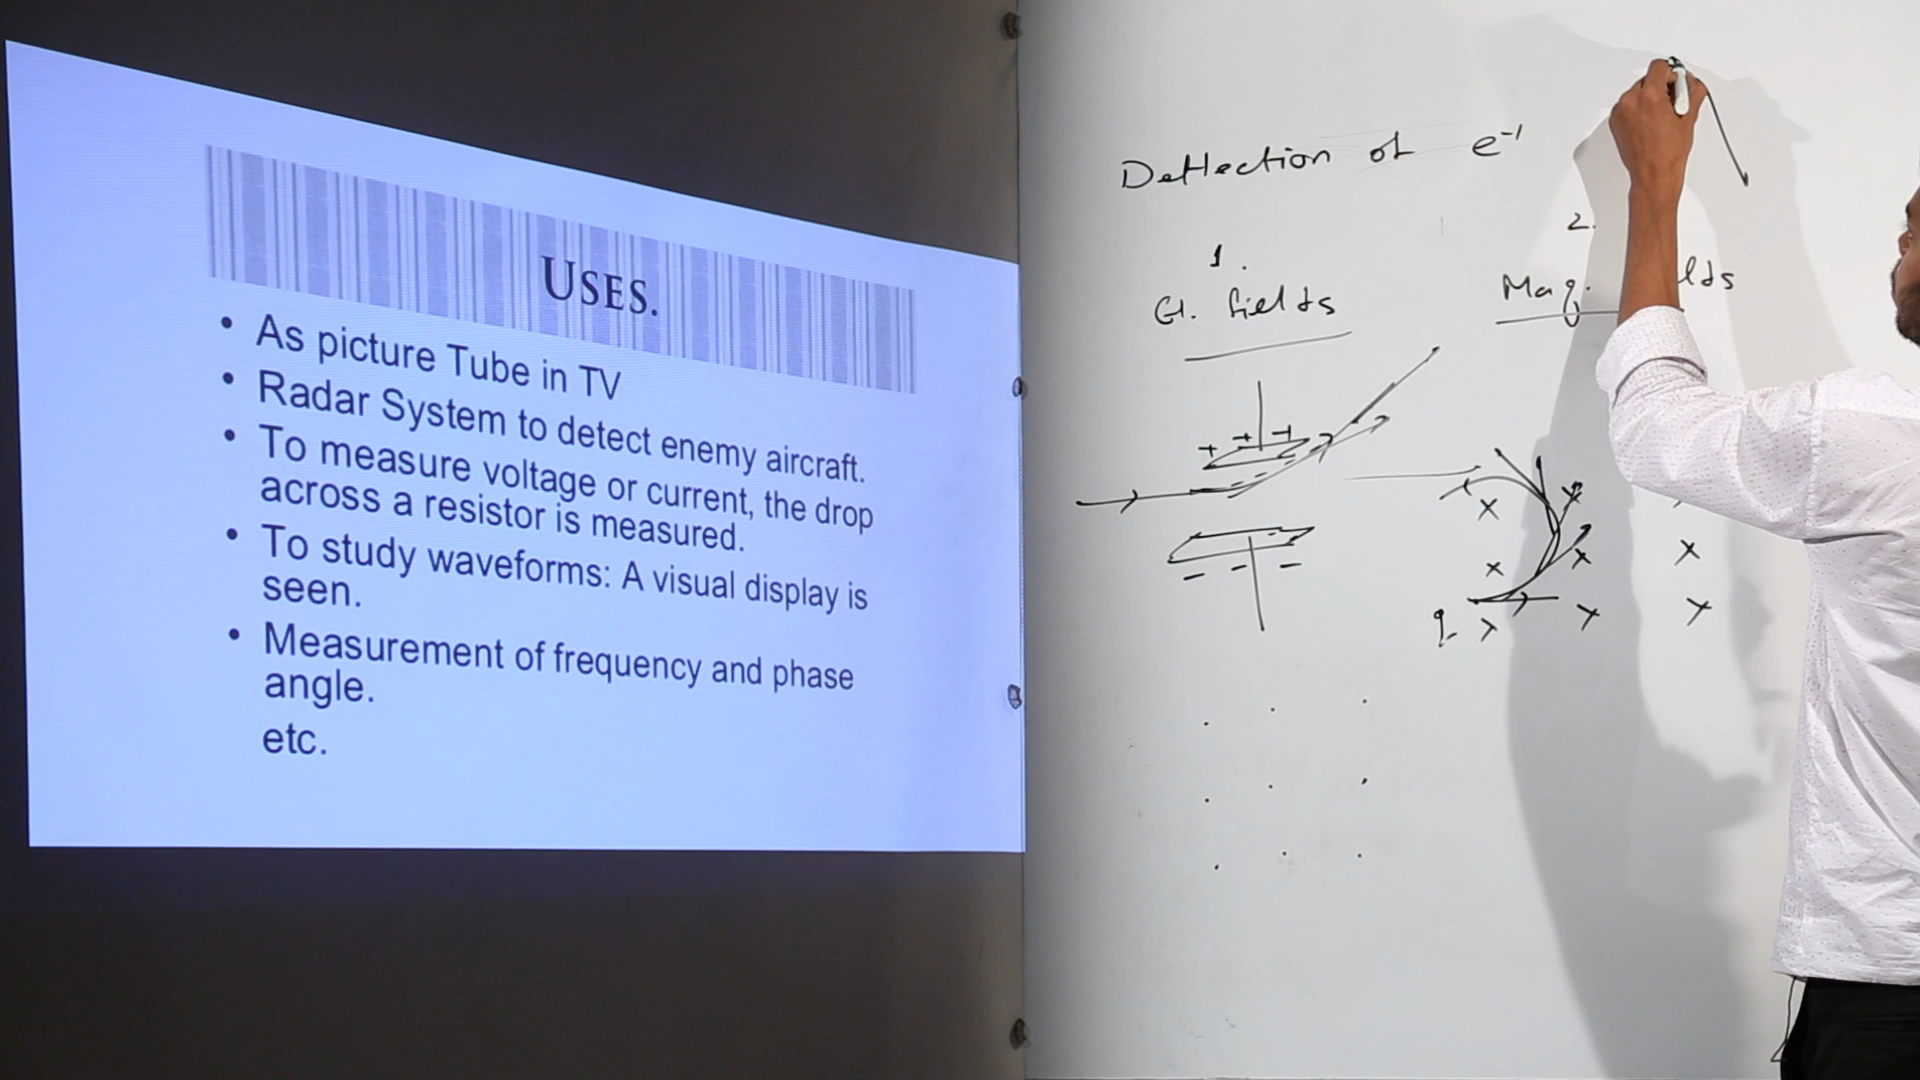 USES.
• As picture Tube in TV
• Radar System to detect enemy aircraft.
• To measure voltage or current, the drop
across a resistor is measured.
• To study waveforms: A visual display is
seen.
• Measurement of frequency and phase
angle.
etc.
Deflection of e⁻¹
1.
El. fields
+ + +
- - -
2.
Mag. lds
x x
x x x
q x x x